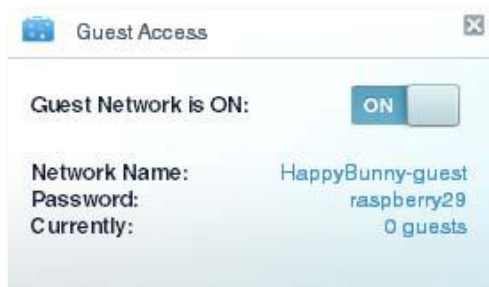 Guest Access
Guest Network is ON: ON
Network Name: HappyBunny-guest
Password: raspberry29
Currently: 0 guests